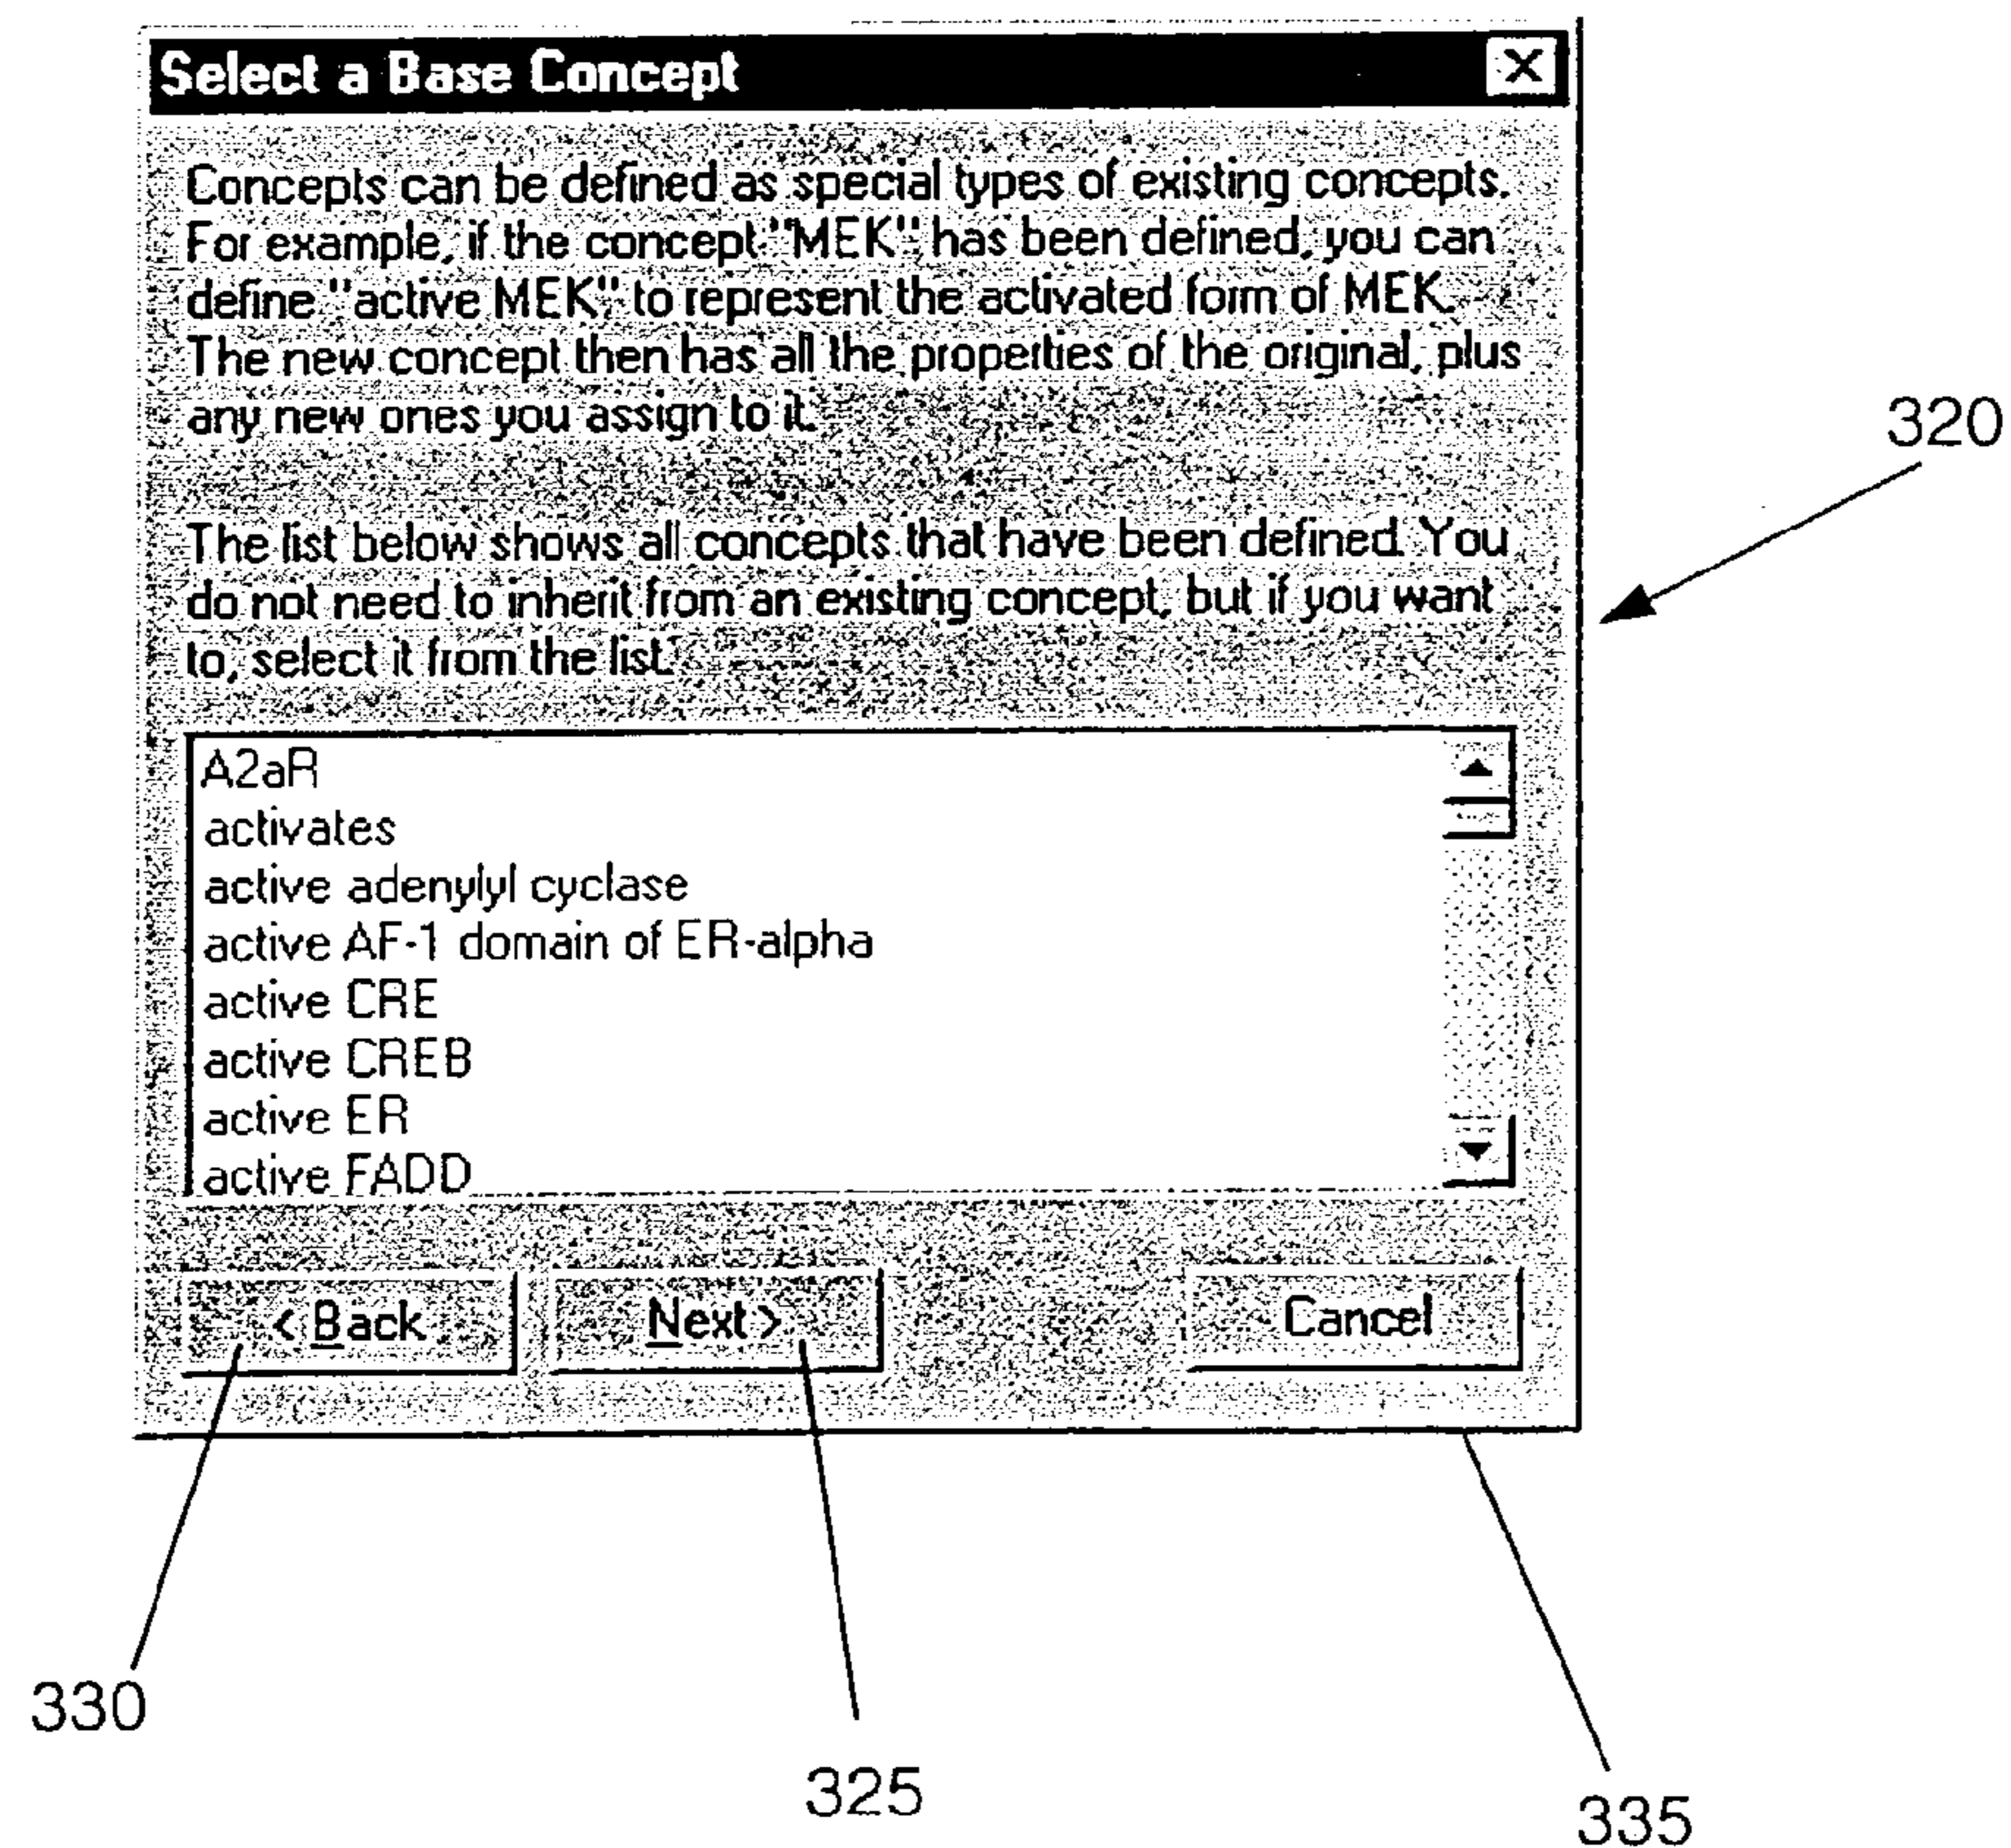 Select a Base Concept
Concepts can be defined as special types of existing concepts.
For example, if the concept "MEK" has been defined, you can
define "active MEK" to represent the activated form of MEK.
The new concept then has all the properties of the original, plus
any new ones you assign to it.
320
The list below shows all concepts that have been defined. You
do not need to inherit from an existing concept, but if you want
to, select it from the list.
A2aR
activates
active adenylyl cyclase
active AF-1 domain of ER-alpha
active CRE
active CREB
active ER
active FADD
< Back Next > Cancel
330
325
335